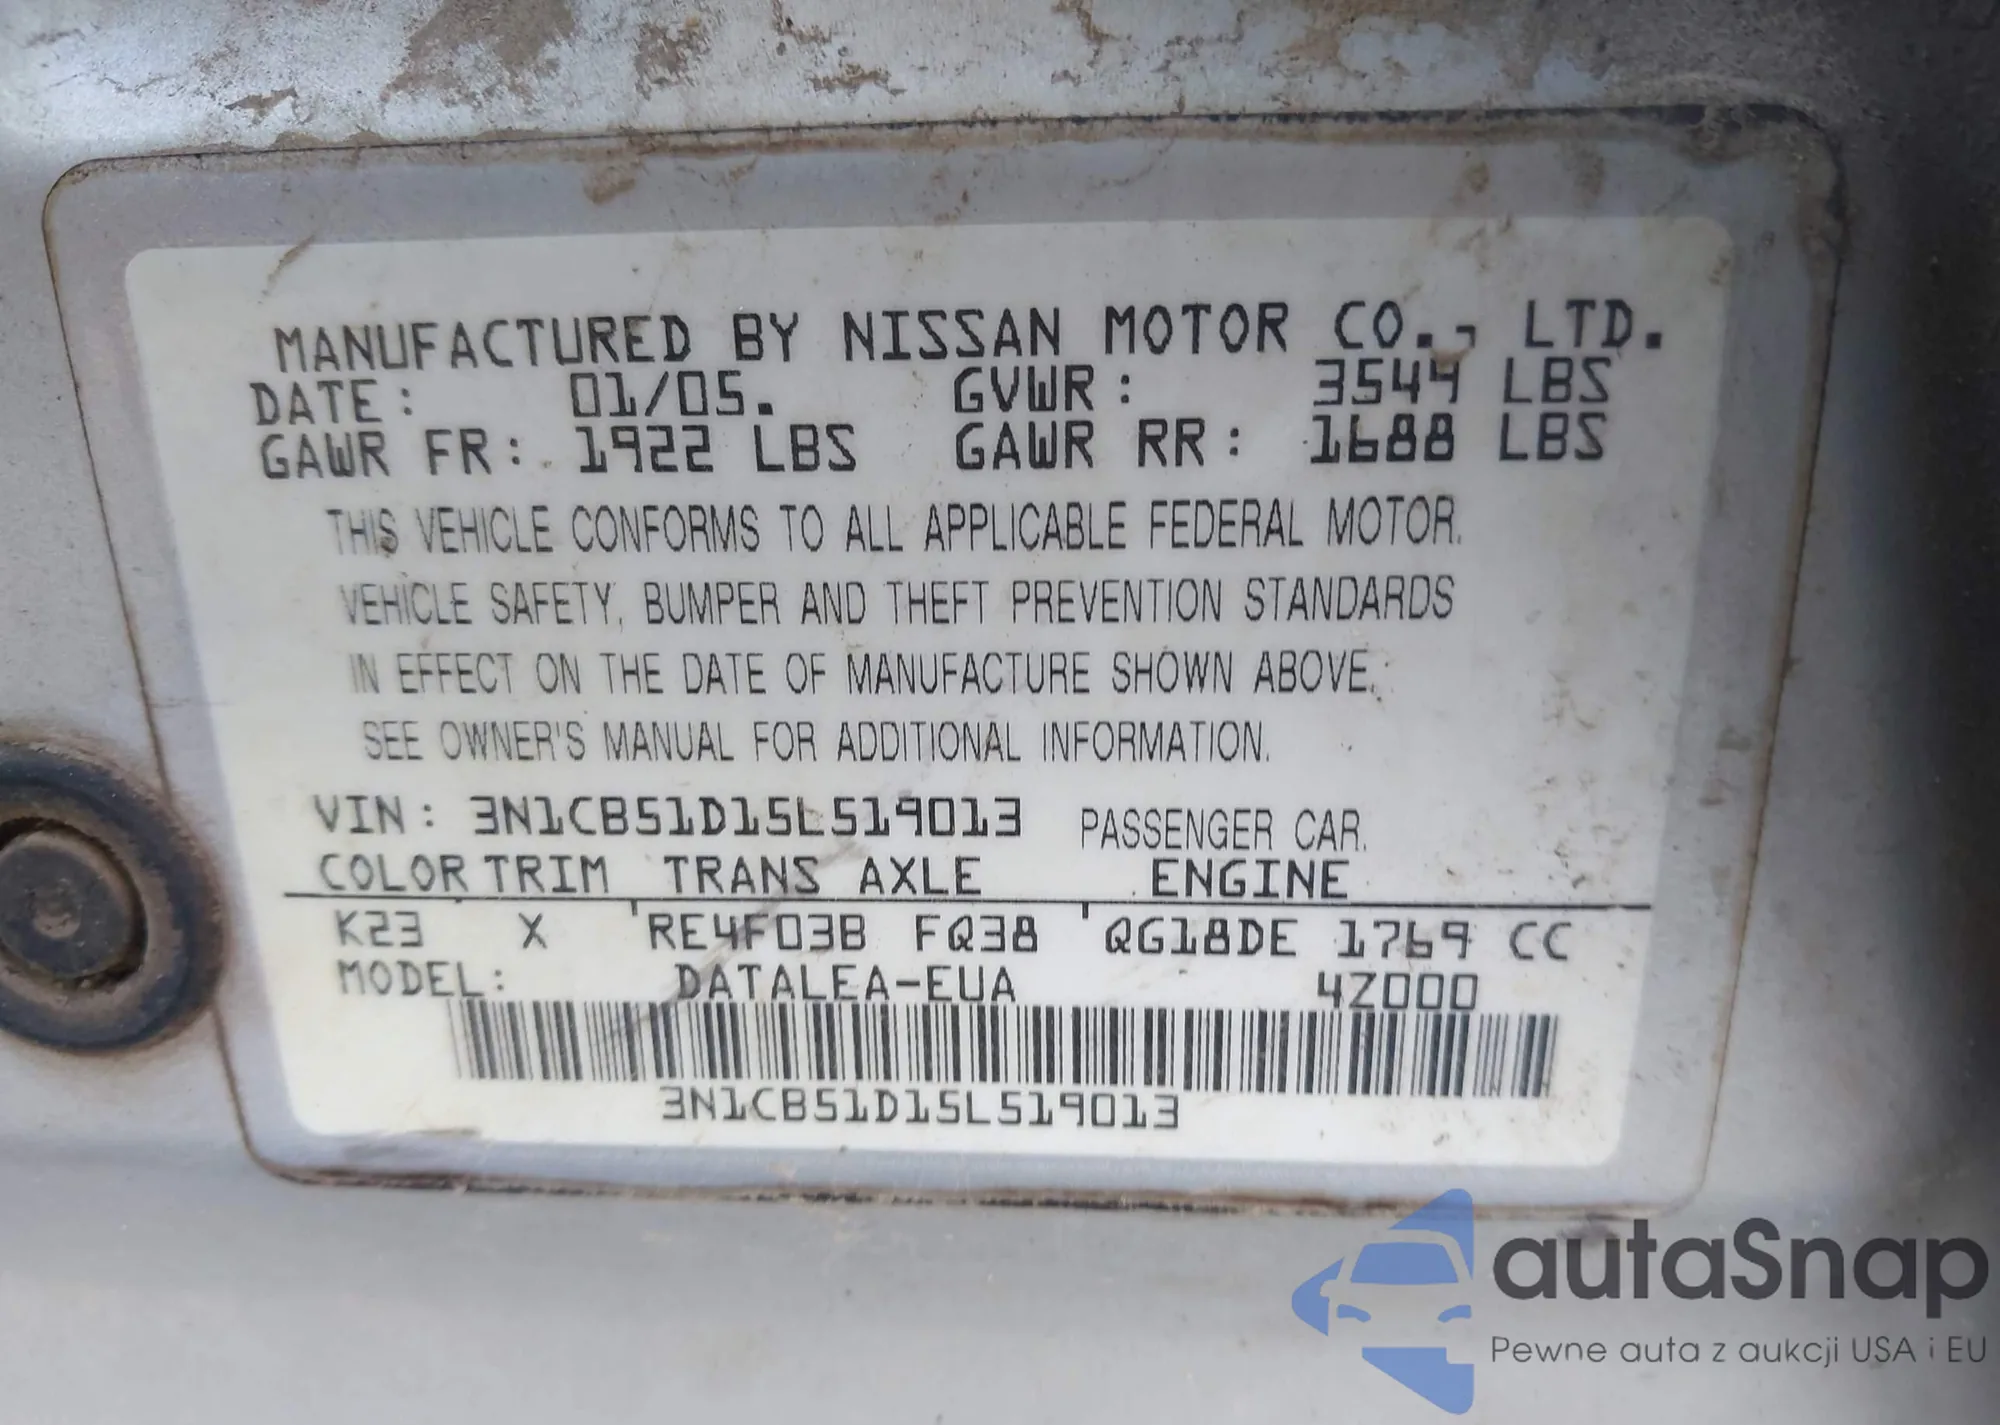 MANUFACTURED BY NISSAN MOTOR CO., LTD.
DATE: 01/05. GVWR: 3544 LBS
GAWR FR: 1922 LBS GAWR RR: 1688 LBS
THIS VEHICLE CONFORMS TO ALL APPLICABLE FEDERAL MOTOR
VEHICLE SAFETY, BUMPER AND THEFT PREVENTION STANDARDS
IN EFFECT ON THE DATE OF MANUFACTURE SHOWN ABOVE.
SEE OWNER'S MANUAL FOR ADDITIONAL INFORMATION.
VIN: 3N1CB51D15L519013 PASSENGER CAR
COLOR TRIM TRANS AXLE ENGINE
K23 X RE4F03B FQ38 QG18DE 1769 CC
MODEL: DATALEA-EUA 4Z000
3N1CB51D15L519013
autaSnap
Pewne auta z aukcji USA i EU